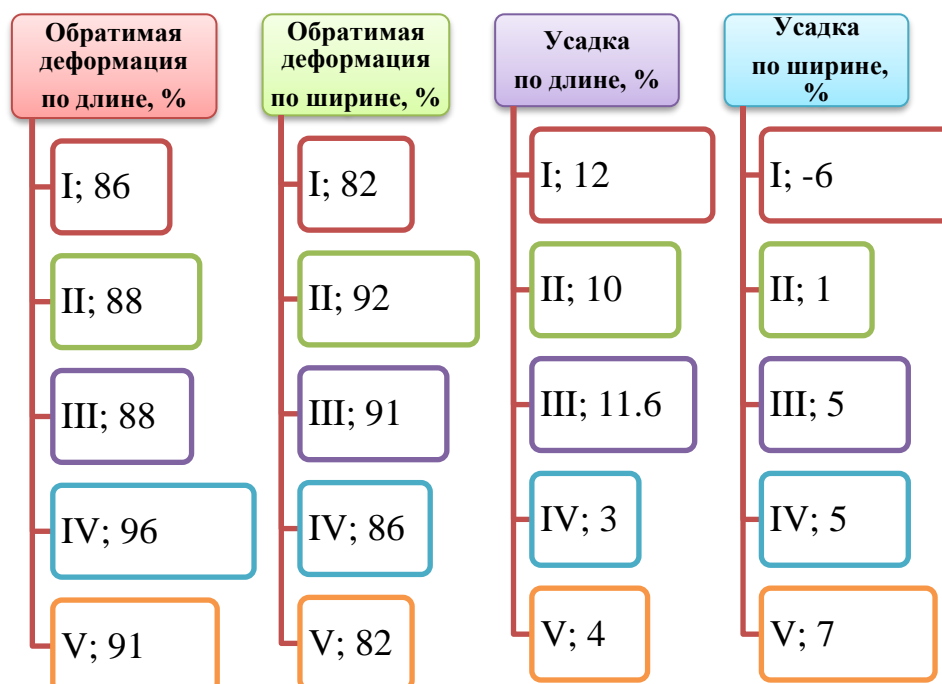 Обратимая
деформация
по длине, %
I; 86
II; 88
III; 88
IV; 96
V; 91
Обратимая
деформация
по ширине, %
I; 82
II; 92
III; 91
IV; 86
V; 82
Усадка
по длине, %
I; 12
II; 10
III; 11.6
IV; 3
V; 4
Усадка
по ширине,
%
I; -6
II; 1
III; 5
IV; 5
V; 7